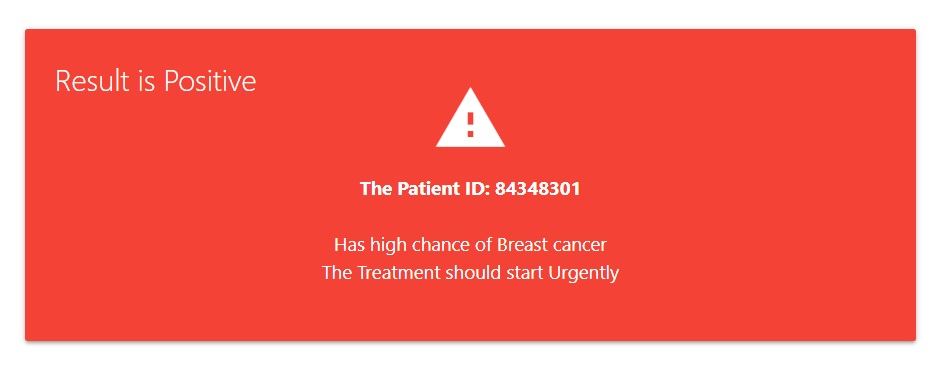 Result is Positive
The Patient ID: 84348301
Has high chance of Breast cancer
The Treatment should start Urgently